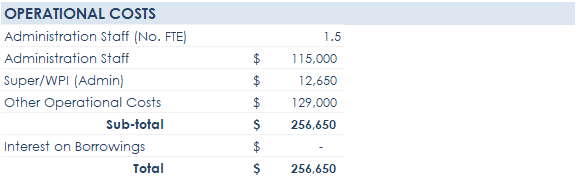 OPERATIONAL COSTS
Administration Staff (No. FTE) 1.5
Administration Staff $ 115,000
Super/WPI (Admin) $ 12,650
Other Operational Costs $ 129,000
Sub-total $ 256,650
Interest on Borrowings $ -
Total $ 256,650